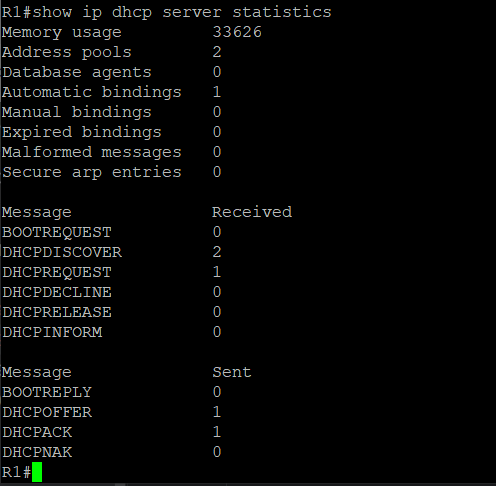 R1#show ip dhcp server statistics
Memory usage         33626
Address pools        2
Database agents      0
Automatic bindings   1
Manual bindings      0
Expired bindings     0
Malformed messages   0
Secure arp entries   0

Message              Received
BOOTREQUEST          0
DHCPDISCOVER         2
DHCPREQUEST          1
DHCPDECLINE          0
DHCPRELEASE          0
DHCPINFORM           0

Message              Sent
BOOTREPLY            0
DHCPOFFER            1
DHCPACK              1
DHCPNAK              0
R1#